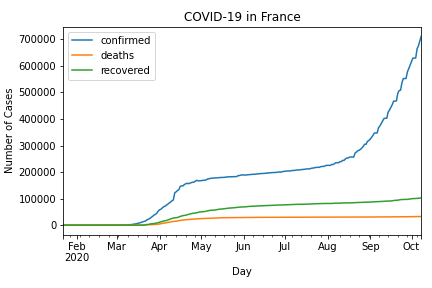 COVID-19 in France
confirmed
deaths
recovered
700000
600000
500000
400000
300000
200000
100000
0
Number of Cases
Feb Mar Apr May Jun Jul Aug Sep Oct
2020
Day